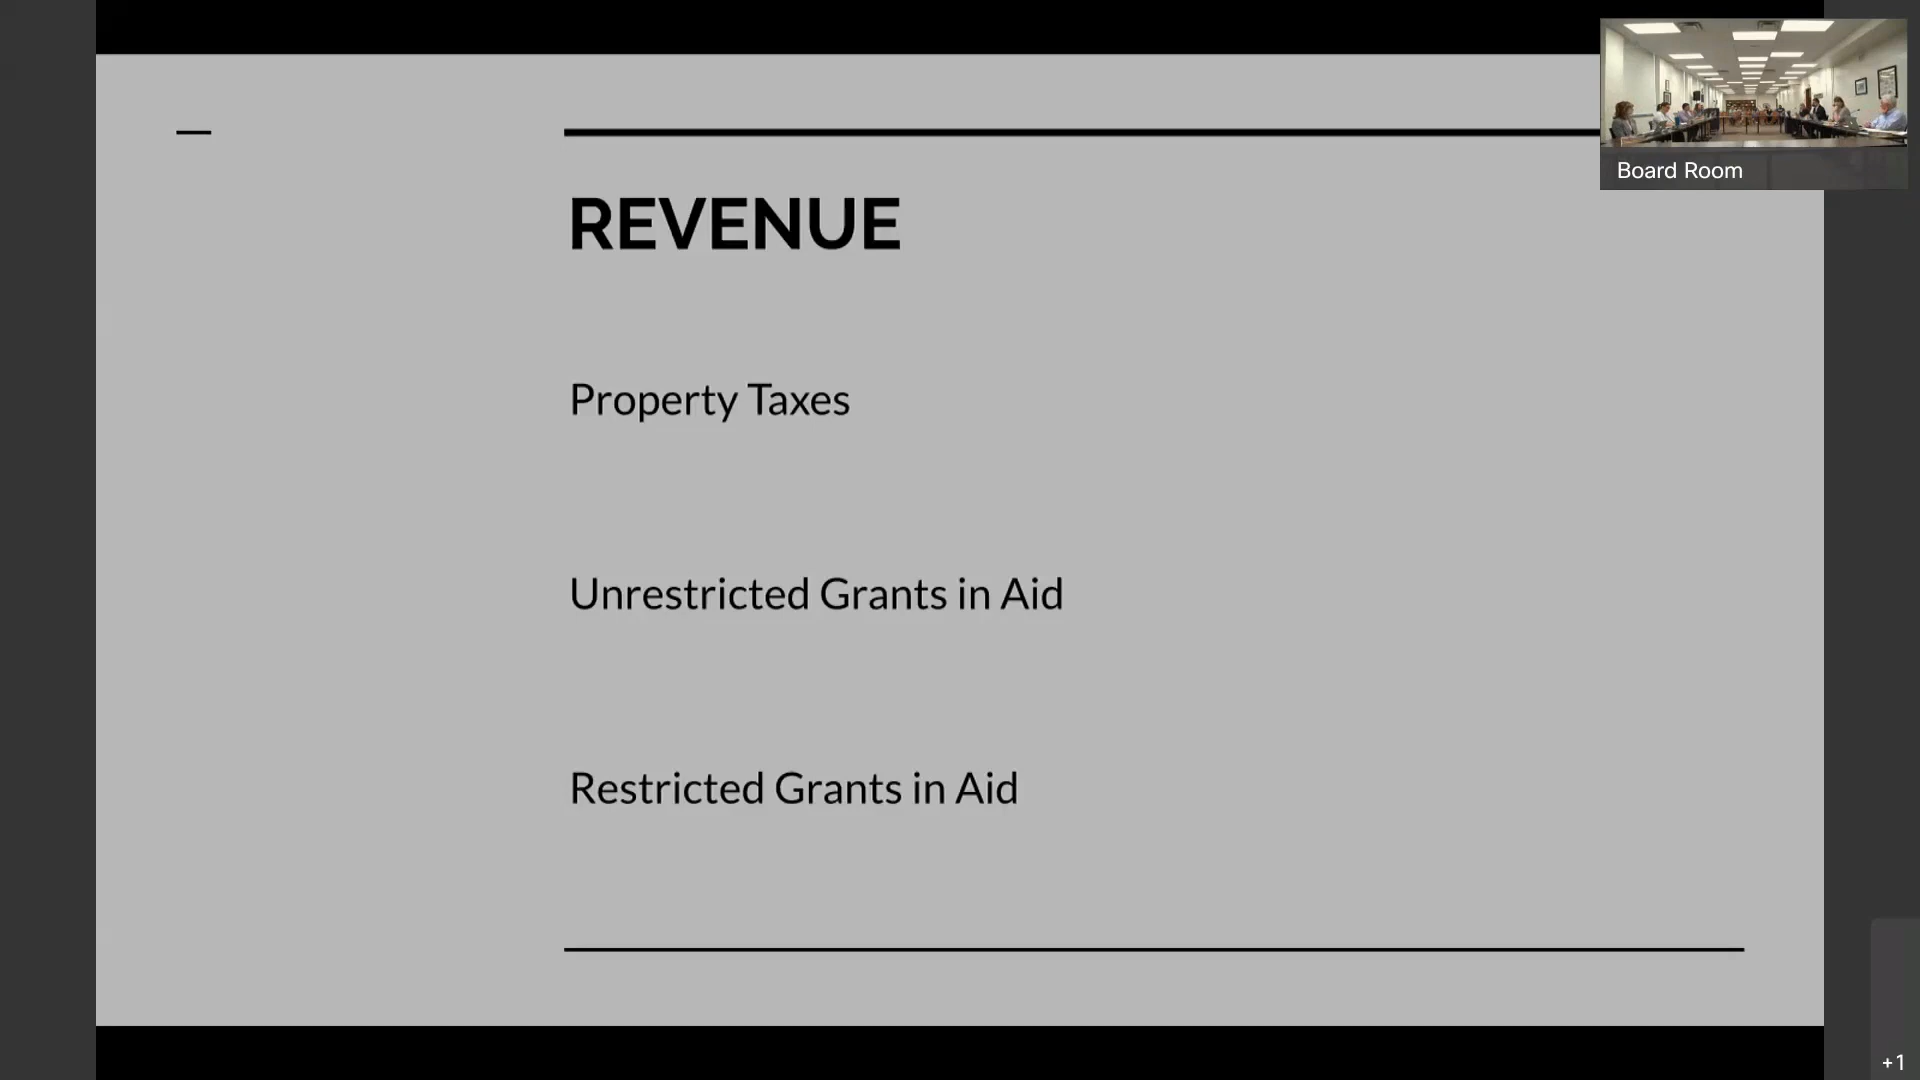 Board Room
REVENUE
Property Taxes
Unrestricted Grants in Aid
Restricted Grants in Aid
+1